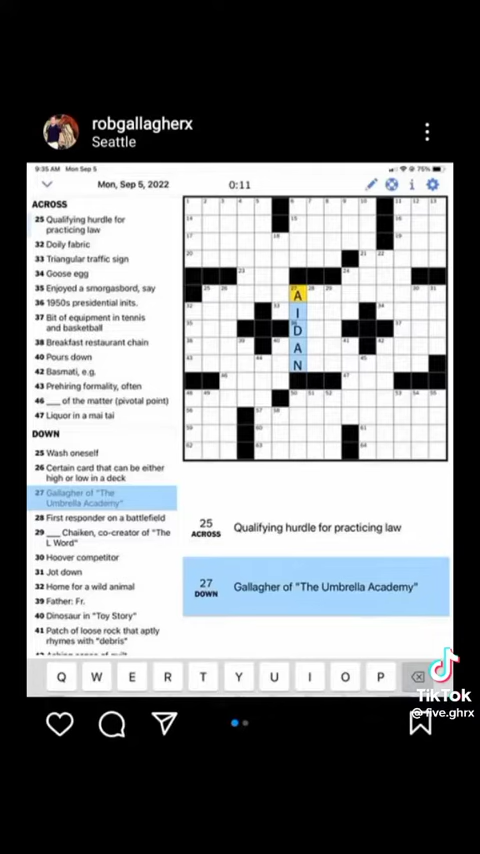 robgallagherx
Seattle
9:35 AM Mon Sep 5
75%
Mon, Sep 5, 2022
0:11
ACROSS
25 Qualifying hurdle for
practicing law
32 Doily fabric
33 Triangular traffic sign
34 Goose egg
35 Enjoyed a smorgasbord, say
36 1950s presidential inits.
37 Bit of equipment in tennis
and basketball
38 Breakfast restaurant chain
40 Pours down
42 Basmati, e.g.
43 Prehiring formality, often
46 ___ of the matter (pivotal point)
47 Liquor in a mai tai
DOWN
25 Wash oneself
26 Certain card that can be either
high or low in a deck
27 Gallagher of "The
Umbrella Academy"
28 First responder on a battlefield
29 ___ Chaiken, co-creator of "The
L Word"
30 Hoover competitor
31 Jot down
32 Home for a wild animal
39 Father: Fr.
40 Dinosaur in "Toy Story"
41 Patch of loose rock that aptly
rhymes with "debris"
A
I
D
A
N
25
ACROSS
Qualifying hurdle for practicing law
27
DOWN
Gallagher of "The Umbrella Academy"
Q W E R T Y U I O P
TikTok
@five.ghrx